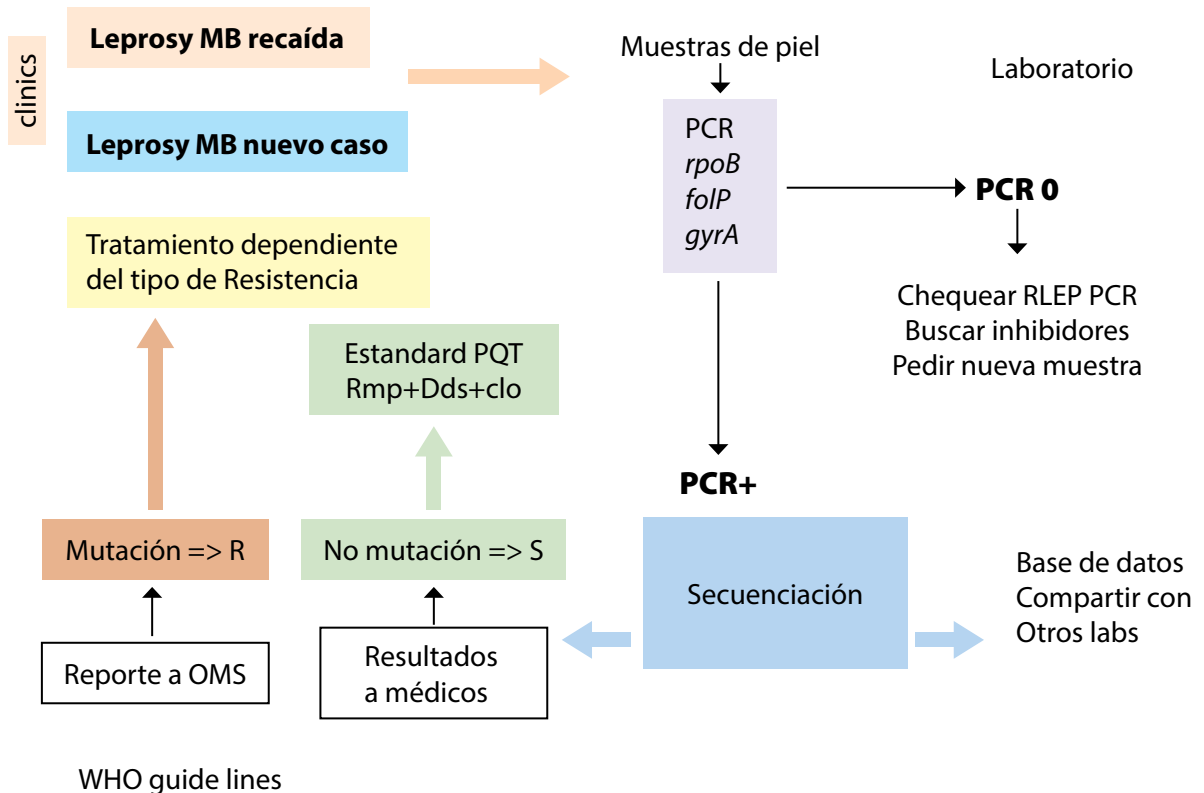 clinics
Leprosy MB recaída
Leprosy MB nuevo caso
Muestras de piel
Laboratorio
PCR
rpoB
folP
gyrA
PCR 0
Chequear RLEP PCR
Buscar inhibidores
Pedir nueva muestra
Tratamiento dependiente
del tipo de Resistencia
Estandard PQT
Rmp+Dds+clo
PCR+
Mutación => R
No mutación => S
Secuenciación
Base de datos
Compartir con
Otros labs
Reporte a OMS
Resultados
a médicos
WHO guide lines